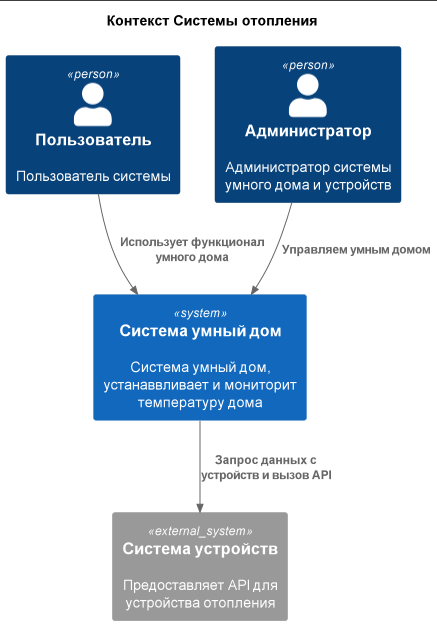 Контекст Системы отопления
«person»
Пользователь
Пользователь системы
«person»
Администратор
Администратор системы
умного дома и устройств
Использует функционал
умного дома
Управляем умным домом
«system»
Система умный дом
Система умный дом,
устанаввливает и мониторит
температуру дома
Запрос данных с
устройств и вызов API
«external_system»
Система устройств
Предоставляет API для
устройства отопления